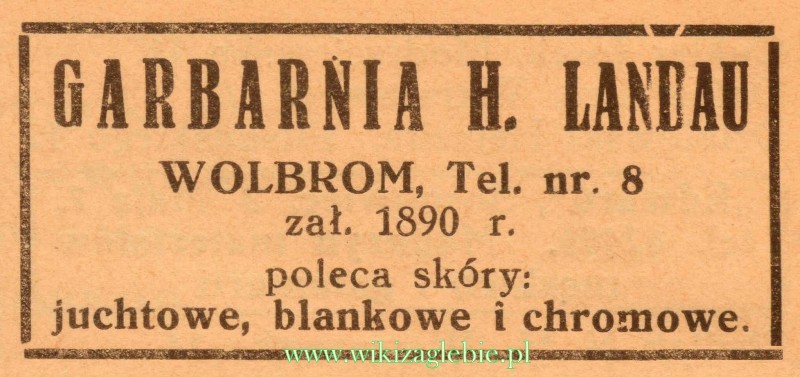 GARBARNIA H. LANDAU
WOLBROM, Tel. nr. 8
zał. 1890 r.
poleca skóry:
juchtowe, blankowe i chromowe.
www.wikizaglebie.pl